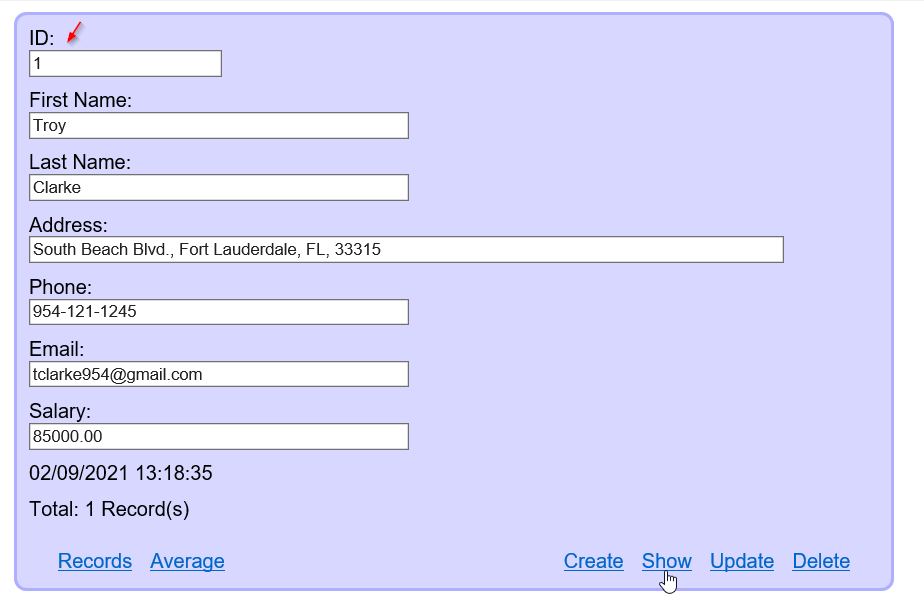 ID:
1
First Name:
Troy
Last Name:
Clarke
Address:
South Beach Blvd., Fort Lauderdale, FL, 33315
Phone:
954-121-1245
Email:
tclarke954@gmail.com
Salary:
85000.00
02/09/2021 13:18:35
Total: 1 Record(s)
Records Average Create Show Update Delete